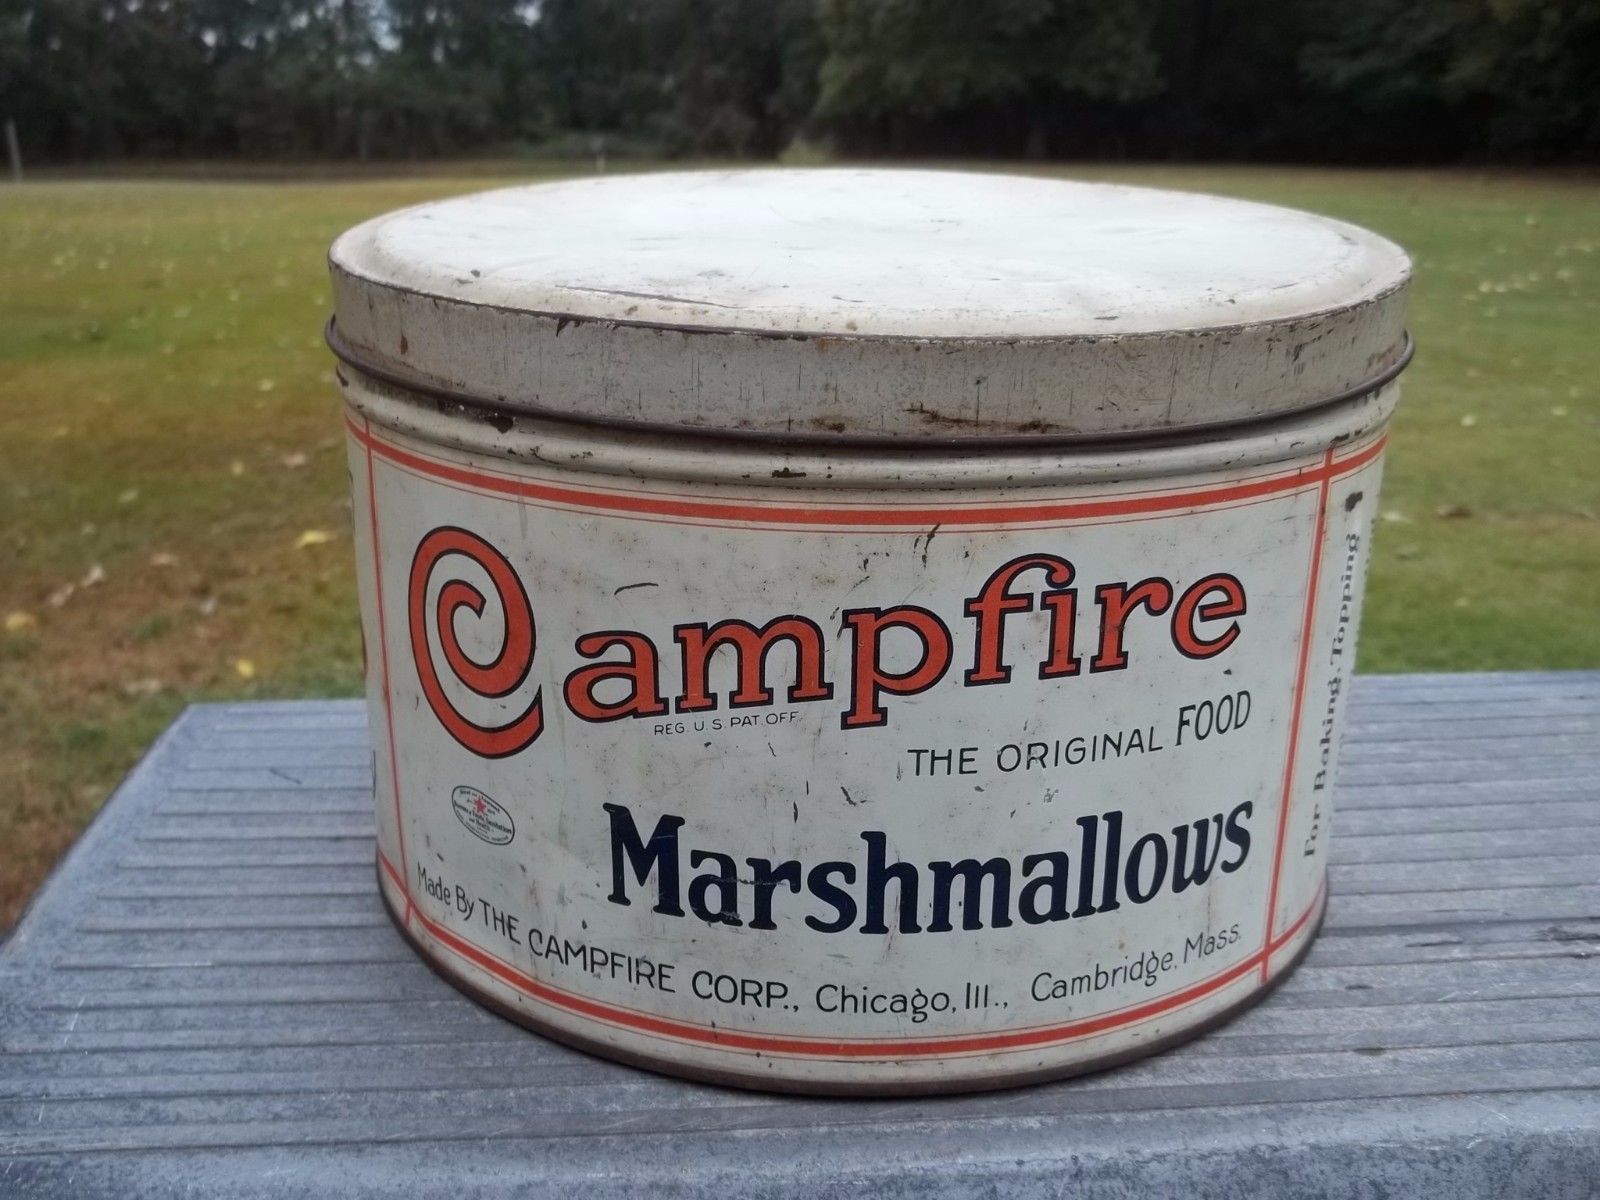 Campfire
REG. U.S. PAT. OFF.
THE ORIGINAL FOOD
Marshmallows
Made By THE CAMPFIRE CORP., Chicago, Ill., Cambridge, Mass.
For Baking, Topping